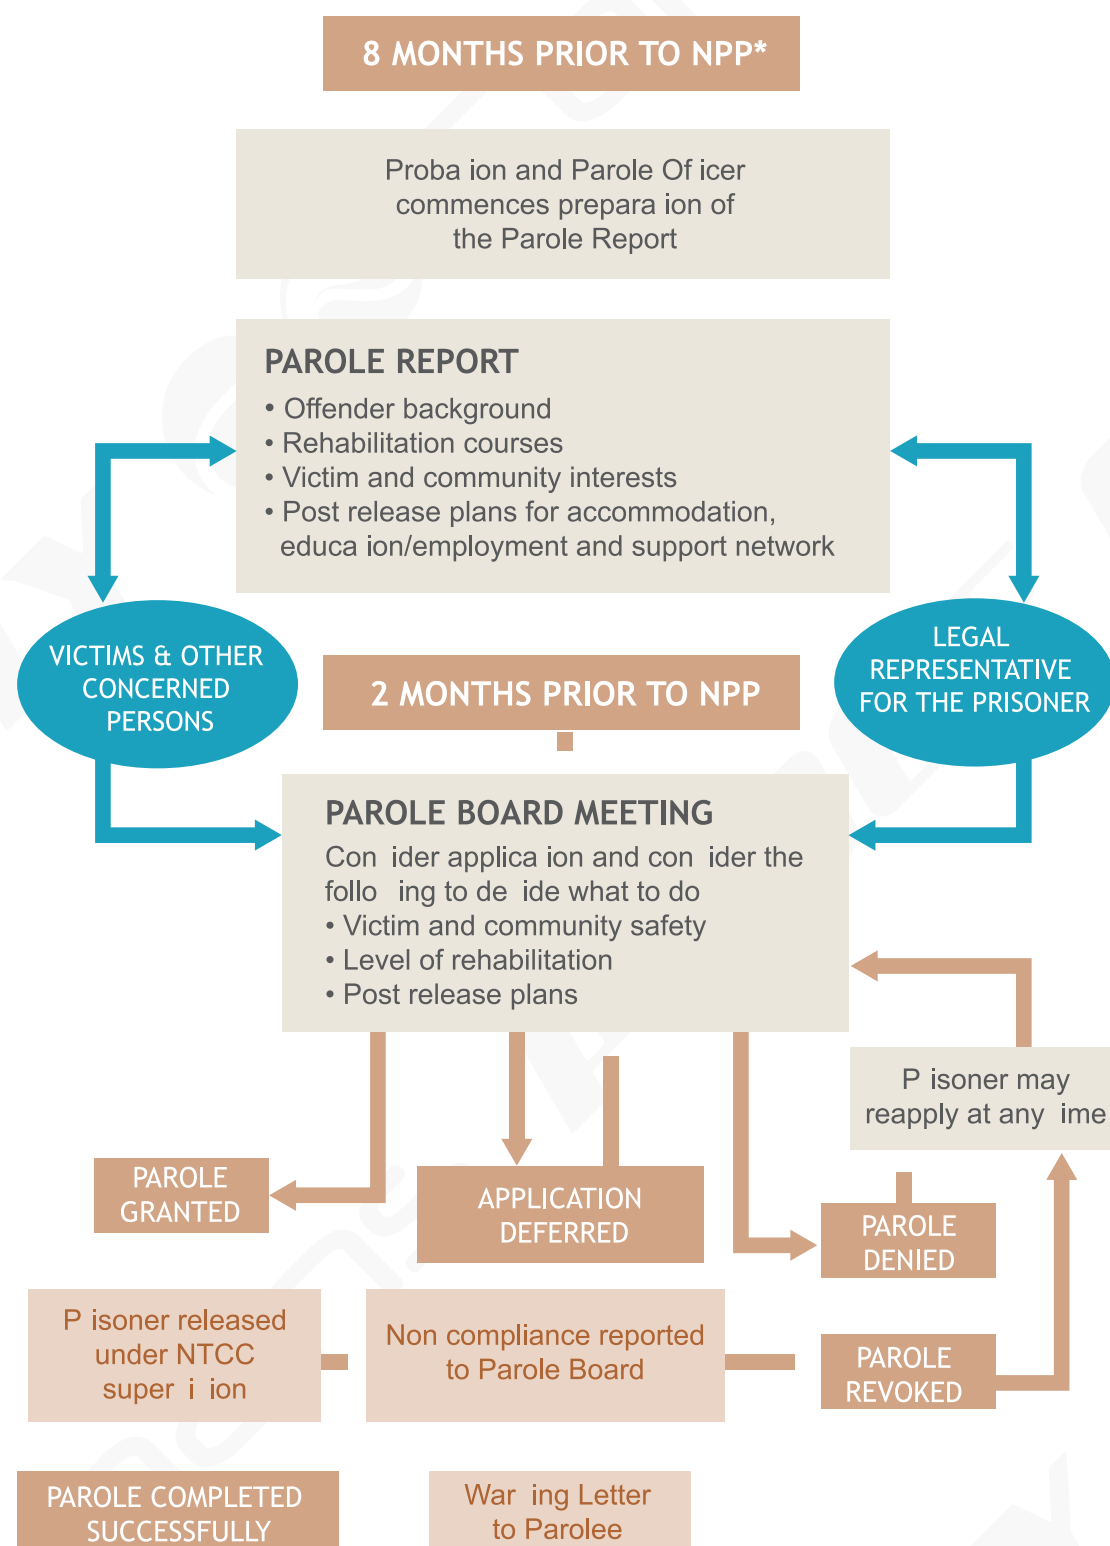 8 MONTHS PRIOR TO NPP*
Proba ion and Parole Of icer
commences prepara ion of
the Parole Report
PAROLE REPORT
• Offender background
• Rehabilitation courses
• Victim and community interests
• Post release plans for accommodation,
educa ion/employment and support network
VICTIMS & OTHER
CONCERNED
PERSONS
LEGAL
REPRESENTATIVE
FOR THE PRISONER
2 MONTHS PRIOR TO NPP
PAROLE BOARD MEETING
Con ider applica ion and con ider the
follo ing to de ide what to do
• Victim and community safety
• Level of rehabilitation
• Post release plans
P isoner may
reapply at any ime
PAROLE
GRANTED
APPLICATION
DEFERRED
PAROLE
DENIED
P isoner released
under NTCC
super i ion
Non compliance reported
to Parole Board
PAROLE
REVOKED
PAROLE COMPLETED
SUCCESSFULLY
War ing Letter
to Parolee